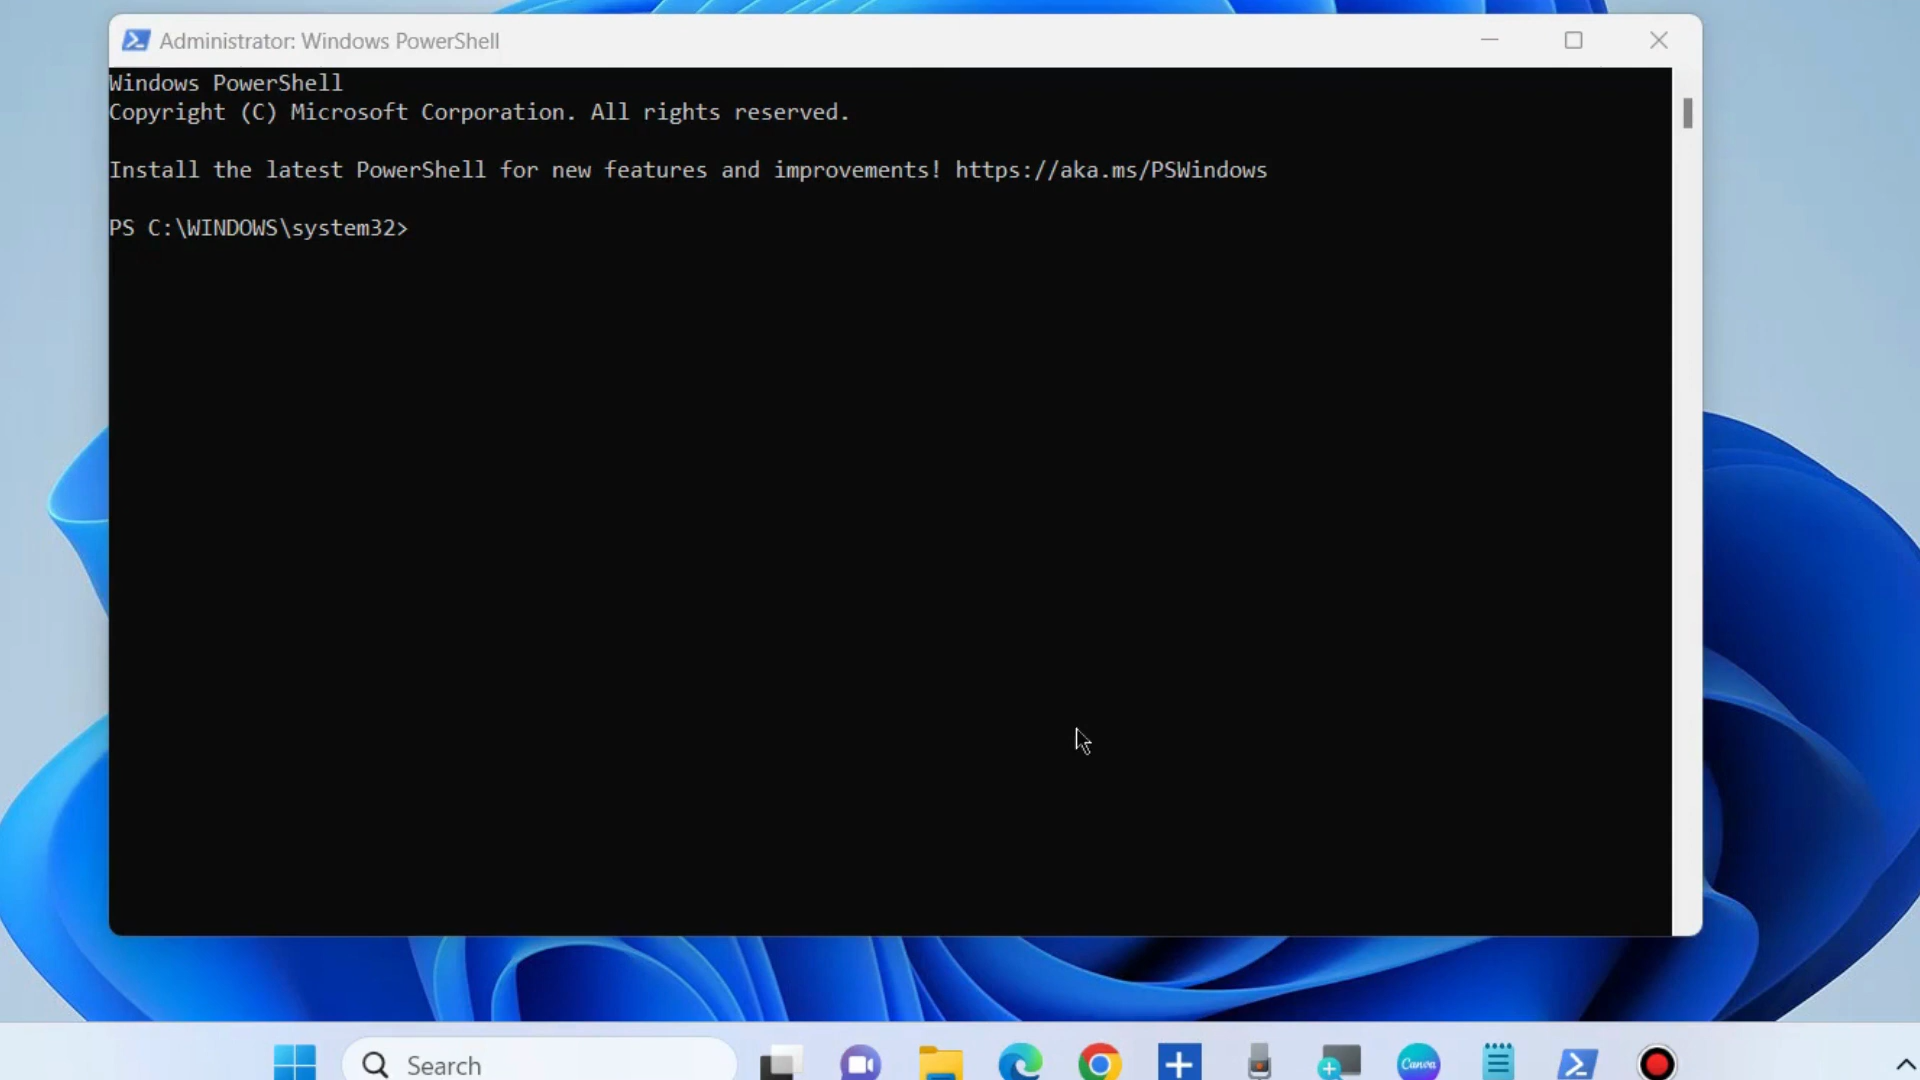 Administrator: Windows PowerShell
Windows PowerShell
Copyright (C) Microsoft Corporation. All rights reserved.
Install the latest PowerShell for new features and improvements! https://aka.ms/PSWindows
PS C:\WINDOWS\system32>
Search
Canva